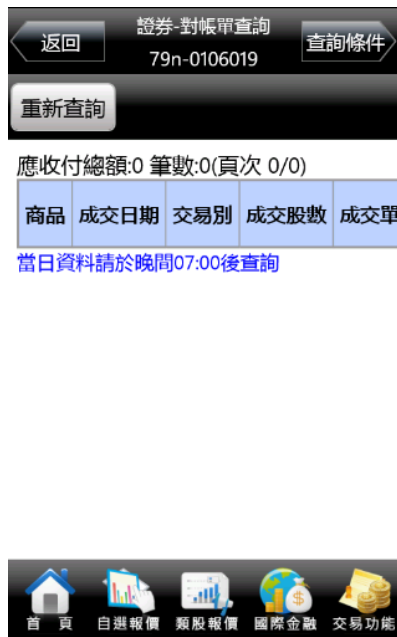 返回
證券-對帳單查詢
79n-0106019
查詢條件
重新查詢
應收付總額:0 筆數:0(頁次 0/0)
商品 成交日期 交易別 成交股數 成交單
當日資料請於晚間07:00後查詢
首 頁 自選報價 類股報價 國際金融 交易功能